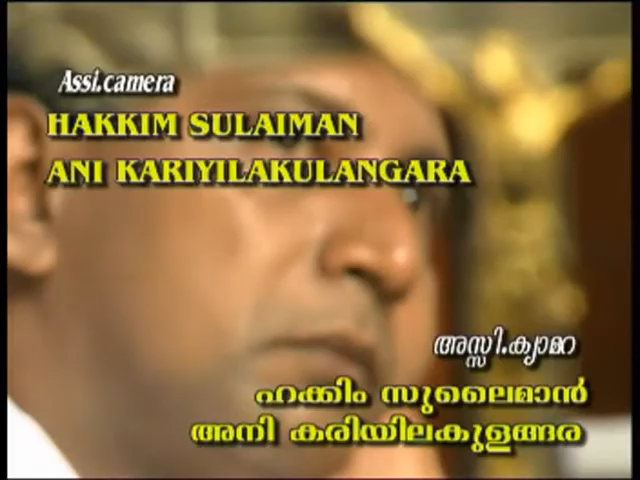 Assi.camera
HAKKIM SULAIMAN
ANI KARIYILAKULANGARA
അസ്സി.ക്യാമറ
ഹക്കിം സുലൈമാൻ
അനി കരിയിലകുളങ്ങര